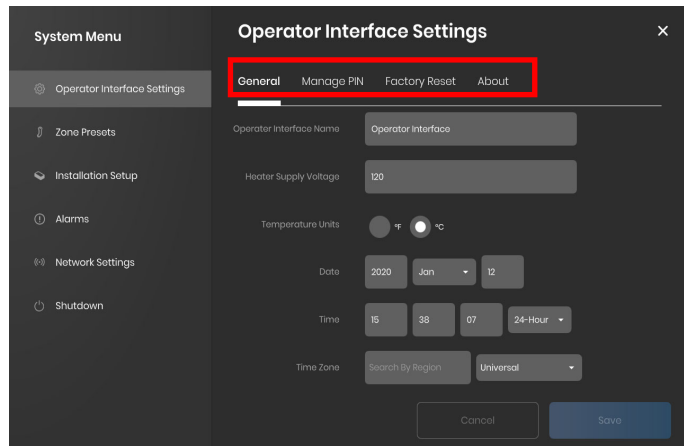 System Menu
Operator Interface Settings
Zone Presets
Installation Setup
Alarms
Network Settings
Shutdown
Operator Interface Settings
×
General Manage PIN Factory Reset About
Operator Interface Name Operator Interface
Heater Supply Voltage 120
Temperature Units °F °C
Date 2020 Jan 12
Time 15 38 07 24-Hour
Time Zone Search By Region Universal
Cancel Save